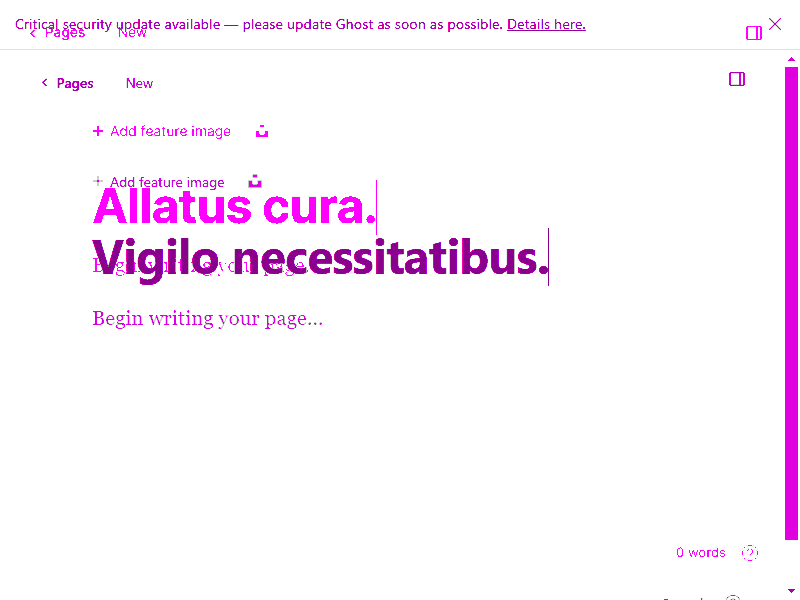 Critical security update available — please update Ghost as soon as possible. Details here.
Pages New
Pages New
Add feature image
Add feature image
Allatus cura.
Vigilo necessitatibus.
Begin writing your page...
Begin writing your page...
0 words